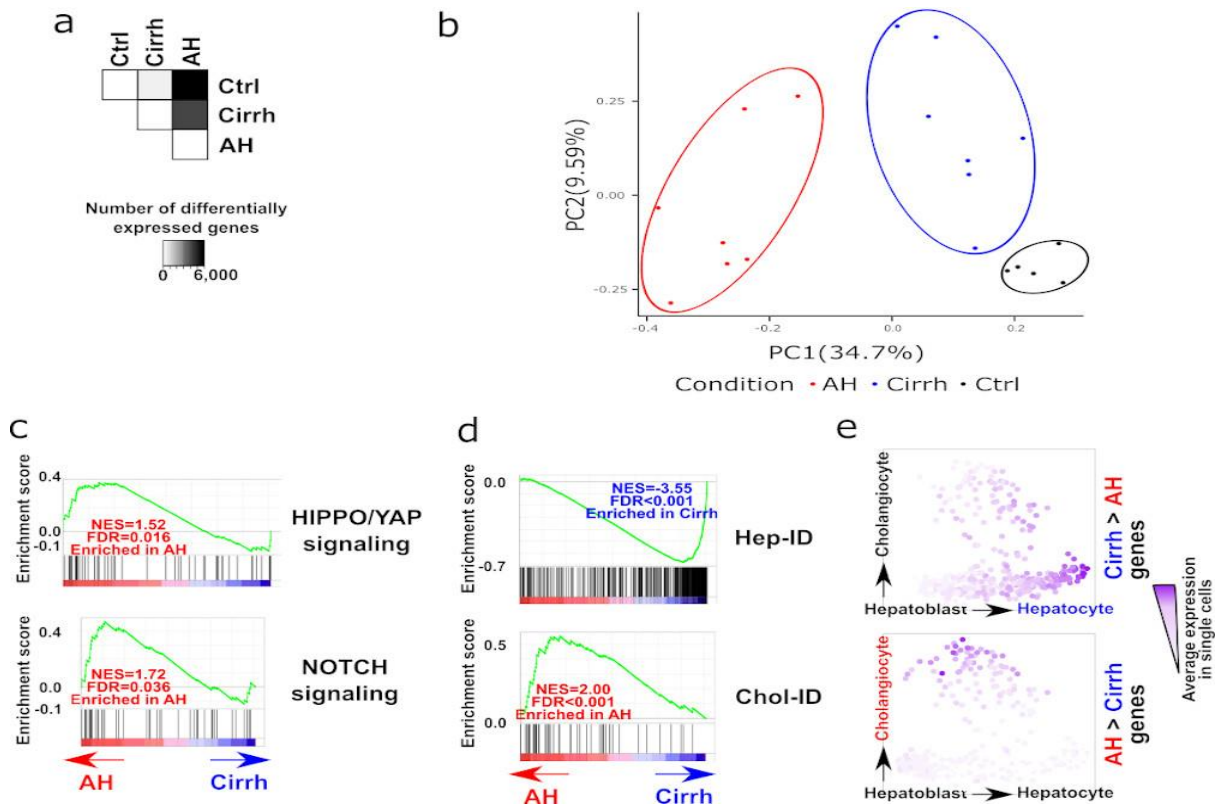 a
Ctrl
Cirrh
AH
Ctrl
Cirrh
AH
Number of differentially
expressed genes
0 6,000
b
PC2(9.59%)
0.25
0.00
-0.25
-0.4 -0.2 0.0 0.2
PC1(34.7%)
Condition AH Cirrh Ctrl
c
Enrichment score
0.4
0.0
-0.1
NES=1.52
FDR=0.016
Enriched in AH
HIPPO/YAP
signaling
Enrichment score
0.4
0.0
-0.1
NES=1.72
FDR=0.036
Enriched in AH
NOTCH
signaling
AH Cirrh
d
Enrichment score
0.0
-0.7
NES=-3.55
FDR<0.001
Enriched in Cirrh
Hep-ID
Enrichment score
0.5
0.0
NES=2.00
FDR<0.001
Enriched in AH
Chol-ID
AH Cirrh
e
Cholangiocyte
Hepatoblast Hepatocyte
Cirrh > AH
genes
Cholangiocyte
Hepatoblast Hepatocyte
AH > Cirrh
genes
Average expression
in single cells